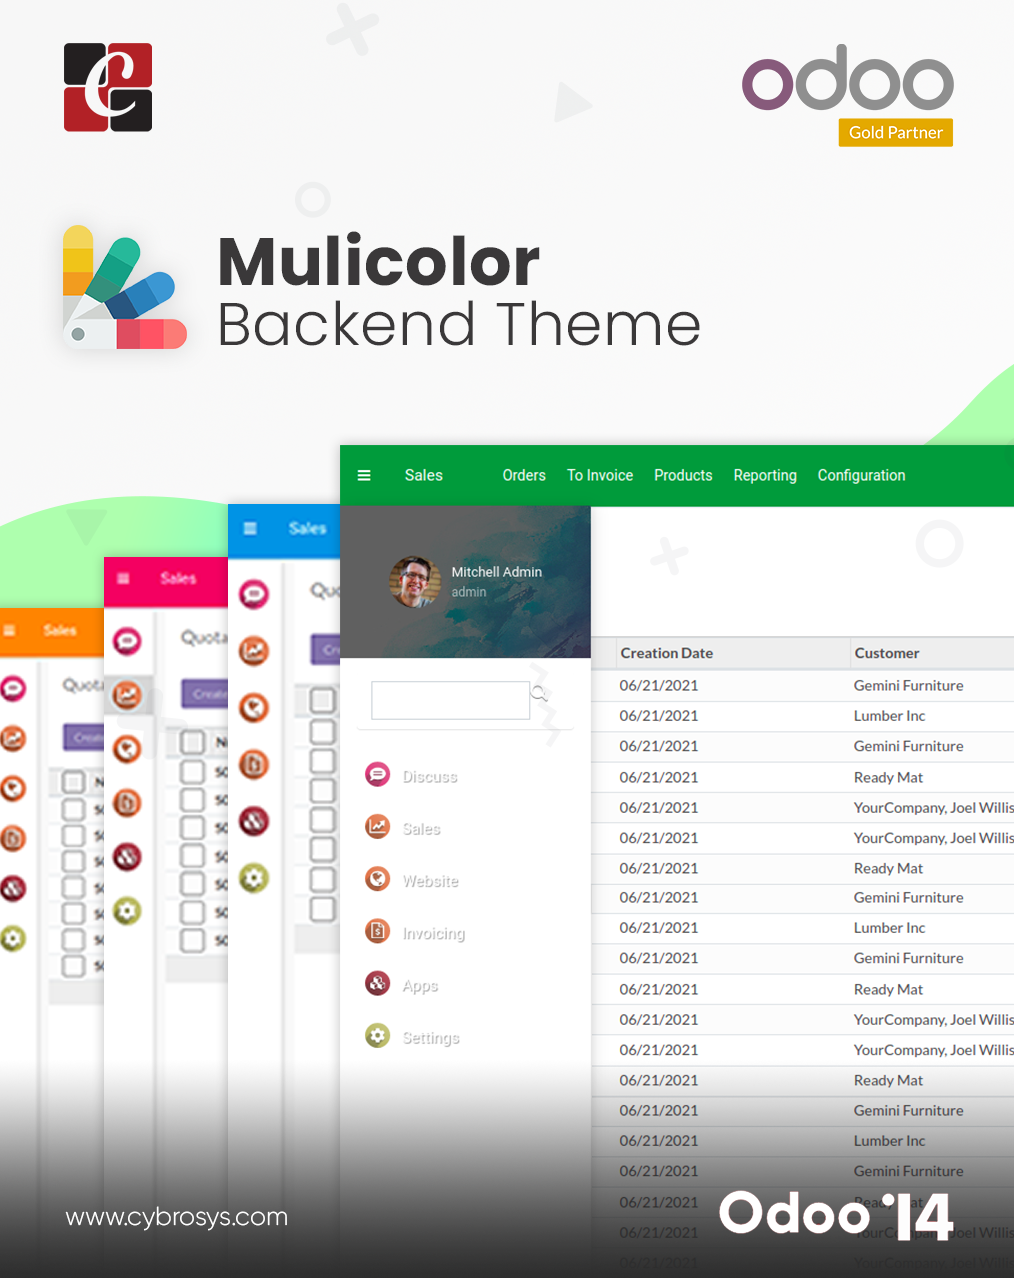 C
odoo
Gold Partner
Mulicolor
Backend Theme
Sales Orders To Invoice Products Reporting Configuration
Sales
Sales
Sales
Mitchell Admin
admin
Creation Date Customer
06/21/2021 Gemini Furniture
06/21/2021 Lumber Inc
06/21/2021 Gemini Furniture
06/21/2021 Ready Mat
06/21/2021 YourCompany, Joel Willis
06/21/2021 YourCompany, Joel Willis
06/21/2021 Ready Mat
06/21/2021 Gemini Furniture
06/21/2021 Lumber Inc
06/21/2021 Gemini Furniture
06/21/2021 Ready Mat
06/21/2021 YourCompany, Joel Willis
06/21/2021 YourCompany, Joel Willis
06/21/2021 Ready Mat
06/21/2021 Gemini Furniture
06/21/2021 Lumber Inc
06/21/2021 Gemini Furniture
06/21/2021 Ready Mat
06/21/2021 YourCompany, Joel Willis
Discuss
Sales
Website
Invoicing
Apps
Settings
www.cybrosys.com
Odoo '14